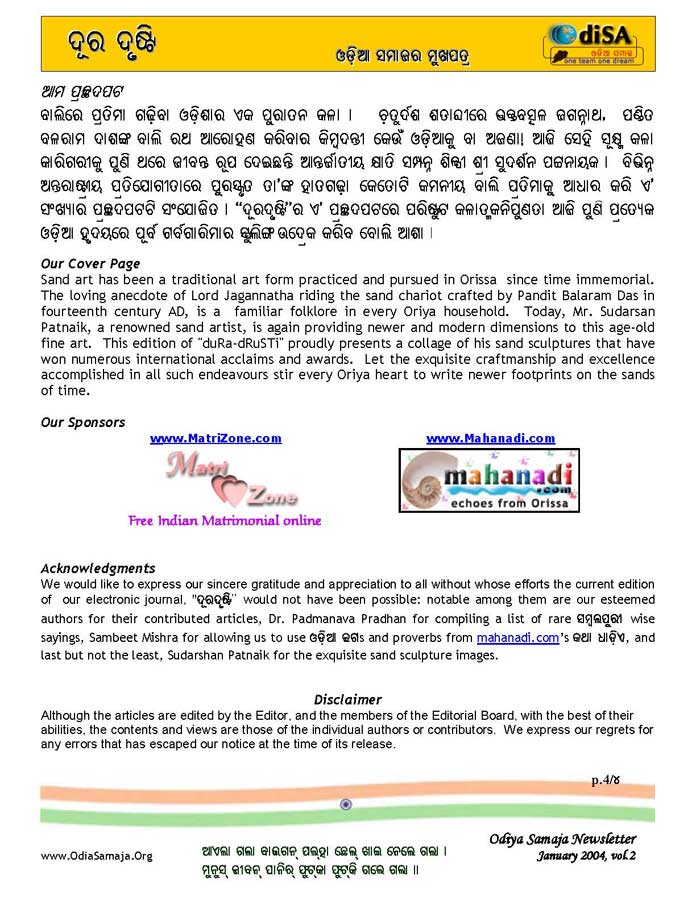 ଦୂର ଦୃଷ୍ଟି
ଓଡ଼ିଆ ସମାଜର ମୁଖପତ୍ର
OdiSA
ଓଡ଼ିଆ ସମାଜ
one team one dream
ଆମ ପ୍ରଚ୍ଛଦପଟ
ବାଲିରେ ପ୍ରତିମା ଗଢ଼ିବା ଓଡ଼ିଶାର ଏକ ପୁରାତନ କଳା । ଚତୁର୍ଦ୍ଦଶ ଶତାବ୍ଦୀରେ ଭକ୍ତବତ୍ସଳ ଜଗନ୍ନାଥ, ପଣ୍ଡିତ
ବଳରାମ ଦାଶଙ୍କ ବାଲି ରଥ ଆରୋହଣ କରିବାର କିମ୍ବଦନ୍ତୀ କେଉଁ ଓଡ଼ିଆକୁ ବା ଅଜଣା! ଆଜି ସେହି ସୂକ୍ଷ୍ମ କଳା
କାରିଗରୀକୁ ପୁଣି ଥରେ ଜୀବନ୍ତ ରୂପ ଦେଇଛନ୍ତି ଆନ୍ତର୍ଜାତୀୟ କ୍ଷାତି ସମ୍ପନ୍ନ ଶିଳ୍ପୀ ଶ୍ରୀ ସୁଦର୍ଶନ ପଟ୍ଟନାୟକ । ବିଭିନ୍ନ
ଅନ୍ତରାଷ୍ଟ୍ରୀୟ ପ୍ରତିଯୋଗୀତାରେ ପୁରସ୍କୃତ ତା’ଙ୍କ ହାତଗଢ଼ା କେତୋଟି କମନୀୟ ବାଲି ପ୍ରତିମାକୁ ଆଧାର କରି ଏ’
ସଂଖ୍ୟାର ପ୍ରଚ୍ଛଦପଟଟି ସଂଯୋଜିତ । “ଦୂରଦୃଷ୍ଟି”ର ଏ’ ପ୍ରଚ୍ଛଦପଟରେ ପରିସ୍ଫୁଟ କଳାତ୍ମକନିପୁଣତା ଆଜି ପୁଣି ପ୍ରତ୍ୟେକ
ଓଡ଼ିଆ ହୃଦୟରେ ପୂର୍ବ ଗର୍ବଗାରିମାର ସ୍ଫୁଲିଙ୍ଗ ଉଦ୍ରେକ କରିବ ବୋଲି ଆଶା ।
Our Cover Page
Sand art has been a traditional art form practiced and pursued in Orissa since time immemorial.
The loving anecdote of Lord Jagannatha riding the sand chariot crafted by Pandit Balaram Das in
fourteenth century AD, is a familiar folklore in every Oriya household. Today, Mr. Sudarsan
Patnaik, a renowned sand artist, is again providing newer and modern dimensions to this age-old
fine art. This edition of "duRa-dRuSTi" proudly presents a collage of his sand sculptures that have
won numerous international acclaims and awards. Let the exquisite craftmanship and excellence
accomplished in all such endeavours stir every Oriya heart to write newer footprints on the sands
of time.
Our Sponsors
www.MatriZone.com www.Mahanadi.com
Matri Zone
Free Indian Matrimonial online
mahanadi
.com
echoes from Orissa
Acknowledgments
We would like to express our sincere gratitude and appreciation to all without whose efforts the current edition
of our electronic journal, "ଦୂରଦୃଷ୍ଟି" would not have been possible: notable among them are our esteemed
authors for their contributed articles, Dr. Padmanava Pradhan for compiling a list of rare ସମ୍ବଲପୁରୀ wise
sayings, Sambeet Mishra for allowing us to use ଓଡ଼ିଆ ଢଗs and proverbs from mahanadi.com’s କଥା ଧାଡ଼ିଏ, and
last but not the least, Sudarshan Patnaik for the exquisite sand sculpture images.
Disclaimer
Although the articles are edited by the Editor, and the members of the Editorial Board, with the best of their
abilities, the contents and views are those of the individual authors or contributors. We express our regrets for
any errors that has escaped our notice at the time of its release.
p.4/୪
Odiya Samaja Newsletter
www.OdiaSamaja.Org
January 2004, vol.2
ଆଏଲା ଗଲା ବାଇଗନ୍ ପଲ୍‌ହା ଛେଲ୍ ଖାଇ ନେଲେ ଗଲା ।
ମୁନୁସ୍ ଜୀବନ୍ ପାନିର୍ ଫୁଟ୍‌କା ଫୁଟ୍‌କି ଗଲେ ଗଲା ॥